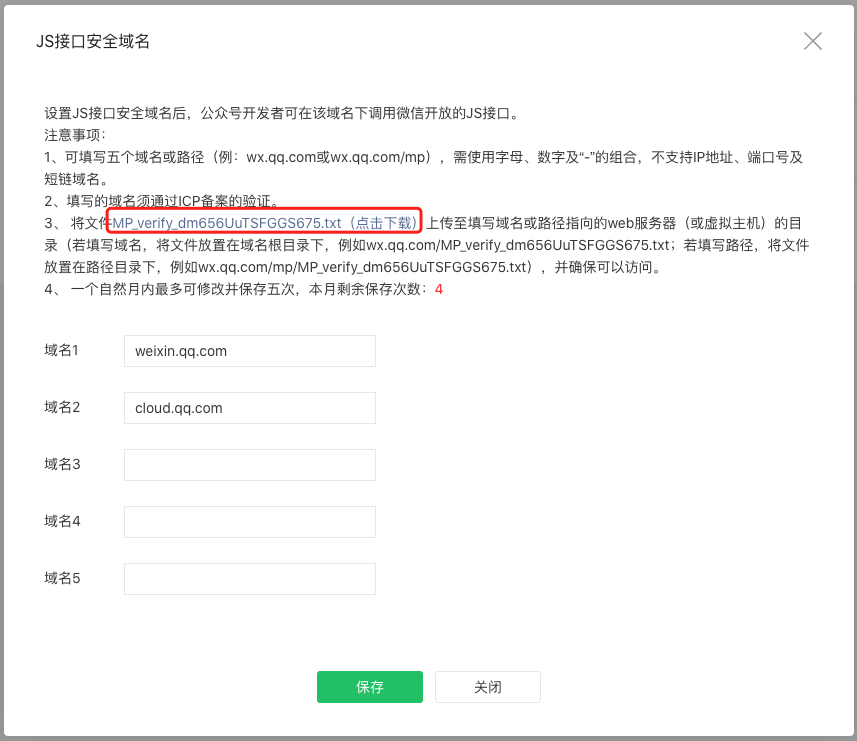 JS接口安全域名
设置JS接口安全域名后，公众号开发者可在该域名下调用微信开放的JS接口。
注意事项：
1、可填写五个域名或路径（例：wx.qq.com或wx.qq.com/mp），需使用字母、数字及“-”的组合，不支持IP地址、端口号及
短链域名。
2、填写的域名须通过ICP备案的验证。
3、 将文件MP_verify_dm656UuTSFGGS675.txt（点击下载）上传至填写域名或路径指向的web服务器（或虚拟主机）的目
录（若填写域名，将文件放置在域名根目录下，例如wx.qq.com/MP_verify_dm656UuTSFGGS675.txt；若填写路径，将文件
放置在路径目录下，例如wx.qq.com/mp/MP_verify_dm656UuTSFGGS675.txt），并确保可以访问。
4、 一个自然月内最多可修改并保存五次，本月剩余保存次数：4
域名1 weixin.qq.com
域名2 cloud.qq.com
域名3
域名4
域名5
保存 关闭